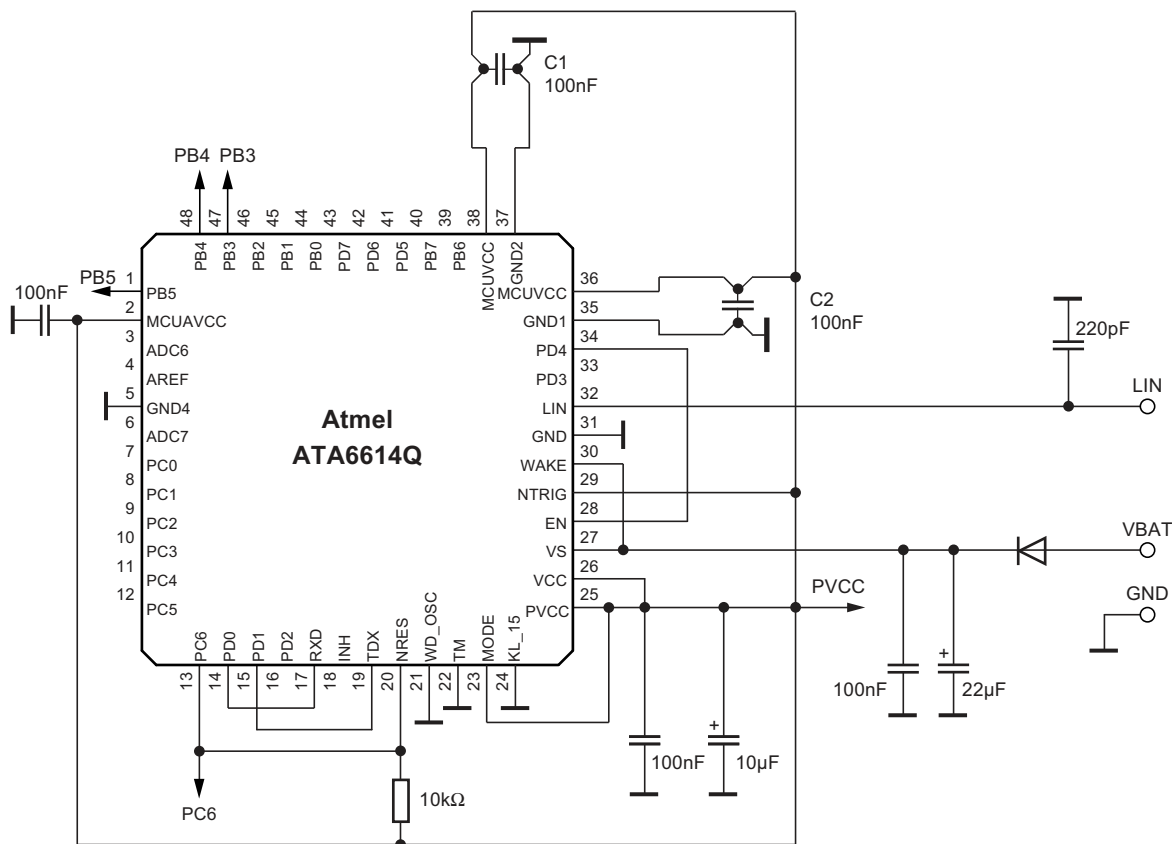 C1
100nF
PB4
PB3
48
47
46
45
44
43
42
41
40
39
38
37
PB4
PB3
PB2
PB1
PB0
PD7
PD6
PD5
PB7
PB6
MCUVCC
GND2
PB5
100nF
1
PB5
2
MCUAVCC
3
ADC6
4
AREF
5
GND4
6
ADC7
7
PC0
8
PC1
9
PC2
10
PC3
11
PC4
12
PC5
Atmel
ATA6614Q
36
MCUVCC
35
GND1
34
PD4
33
PD3
32
LIN
31
GND
30
WAKE
29
NTRIG
28
EN
27
VS
26
VCC
25
PVCC
C2
100nF
220pF
LIN
VBAT
GND
PVCC
PC6
PD0
PD1
PD2
RXD
INH
TDX
NRES
WD_OSC
TM
MODE
KL_15
13
14
15
16
17
18
19
20
21
22
23
24
100nF
+
22µF
100nF
+
10µF
10kΩ
PC6